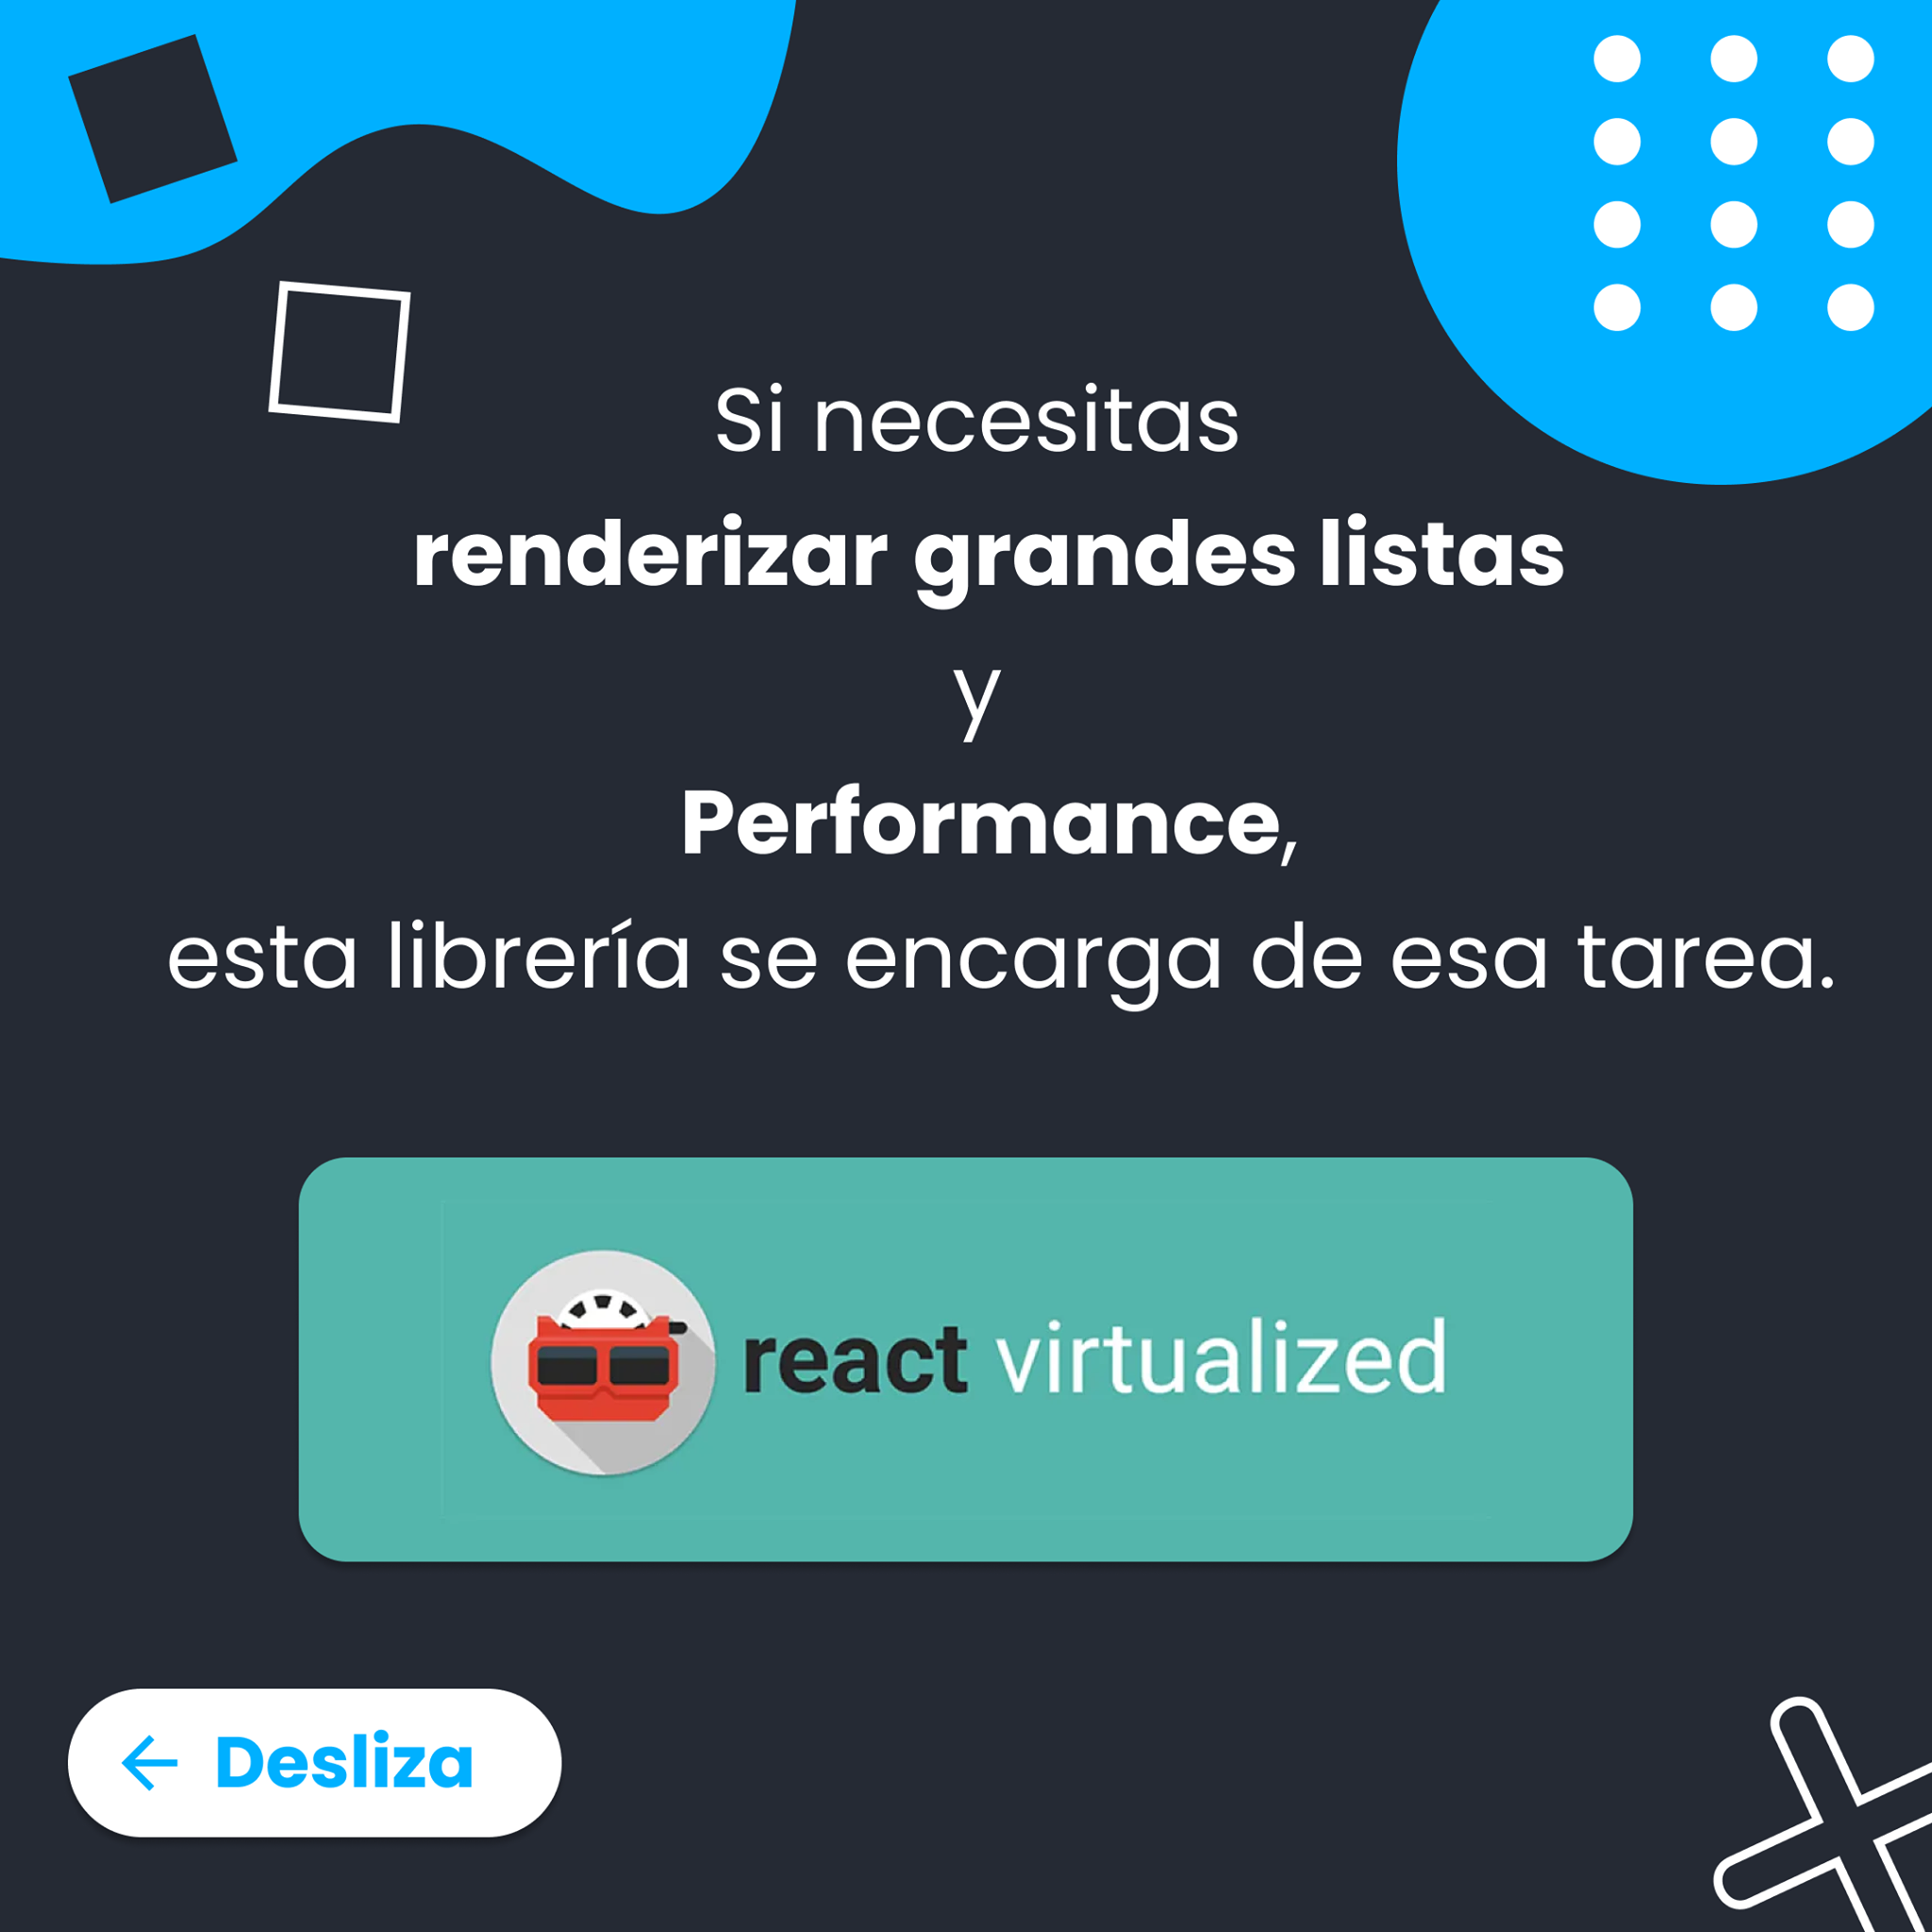 Si necesitas
renderizar grandes listas
y
Performance,
esta librería se encarga de esa tarea.
react virtualized
Desliza